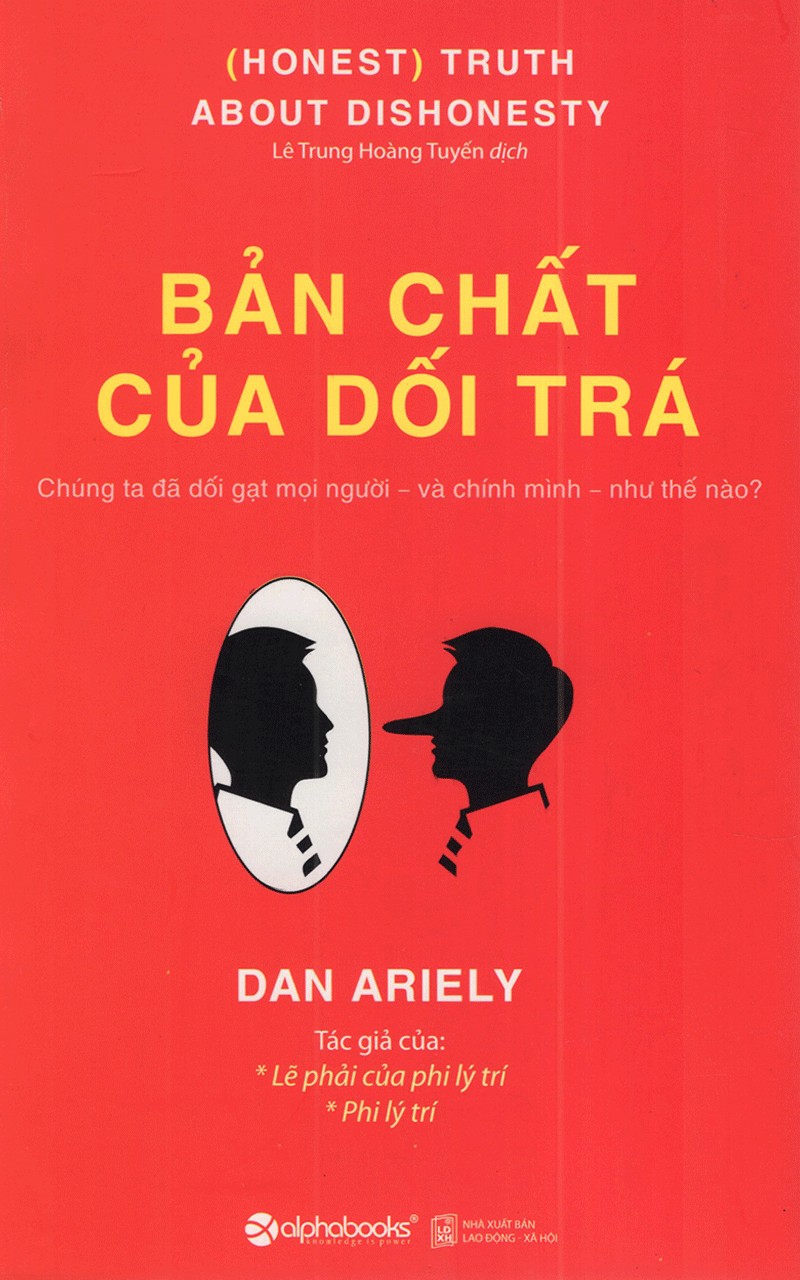 (HONEST) TRUTH
ABOUT DISHONESTY
Lê Trung Hoàng Tuyến dịch
BẢN CHẤT
CỦA DỐI TRÁ
Chúng ta đã dối gạt mọi người – và chính mình – như thế nào?
DAN ARIELY
Tác giả của:
* Lẽ phải của phi lý trí
* Phi lý trí
alphabooks®
knowledge is power
LĐ
XH
NHÀ XUẤT BẢN
LAO ĐỘNG - XÃ HỘI